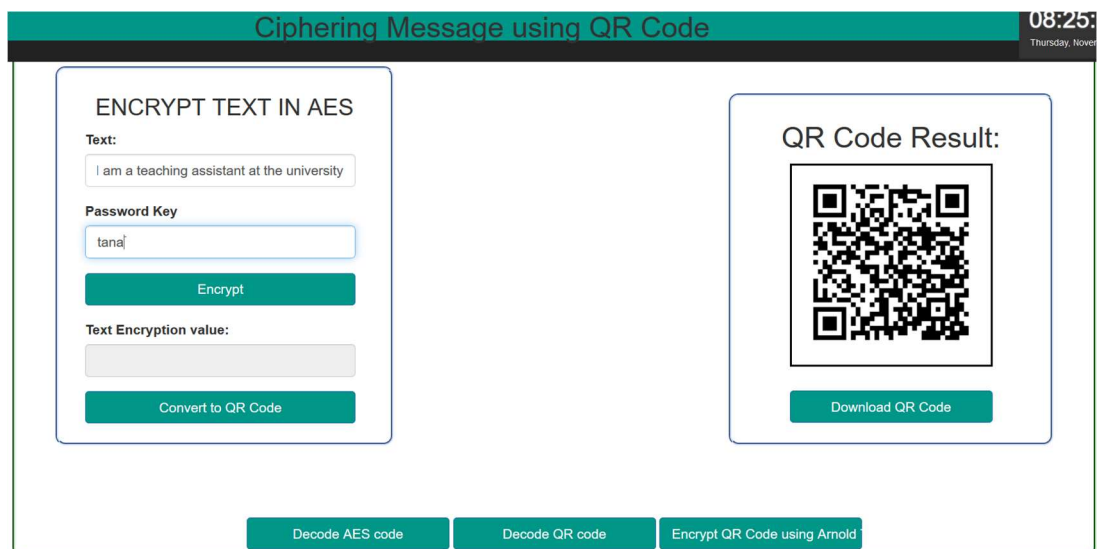 Ciphering Message using QR Code
08:25:
Thursday, Nover
ENCRYPT TEXT IN AES
Text:
I am a teaching assistant at the university
Password Key
tana
Encrypt
Text Encryption value:
Convert to QR Code
QR Code Result:
Download QR Code
Decode AES code
Decode QR code
Encrypt QR Code using Arnold